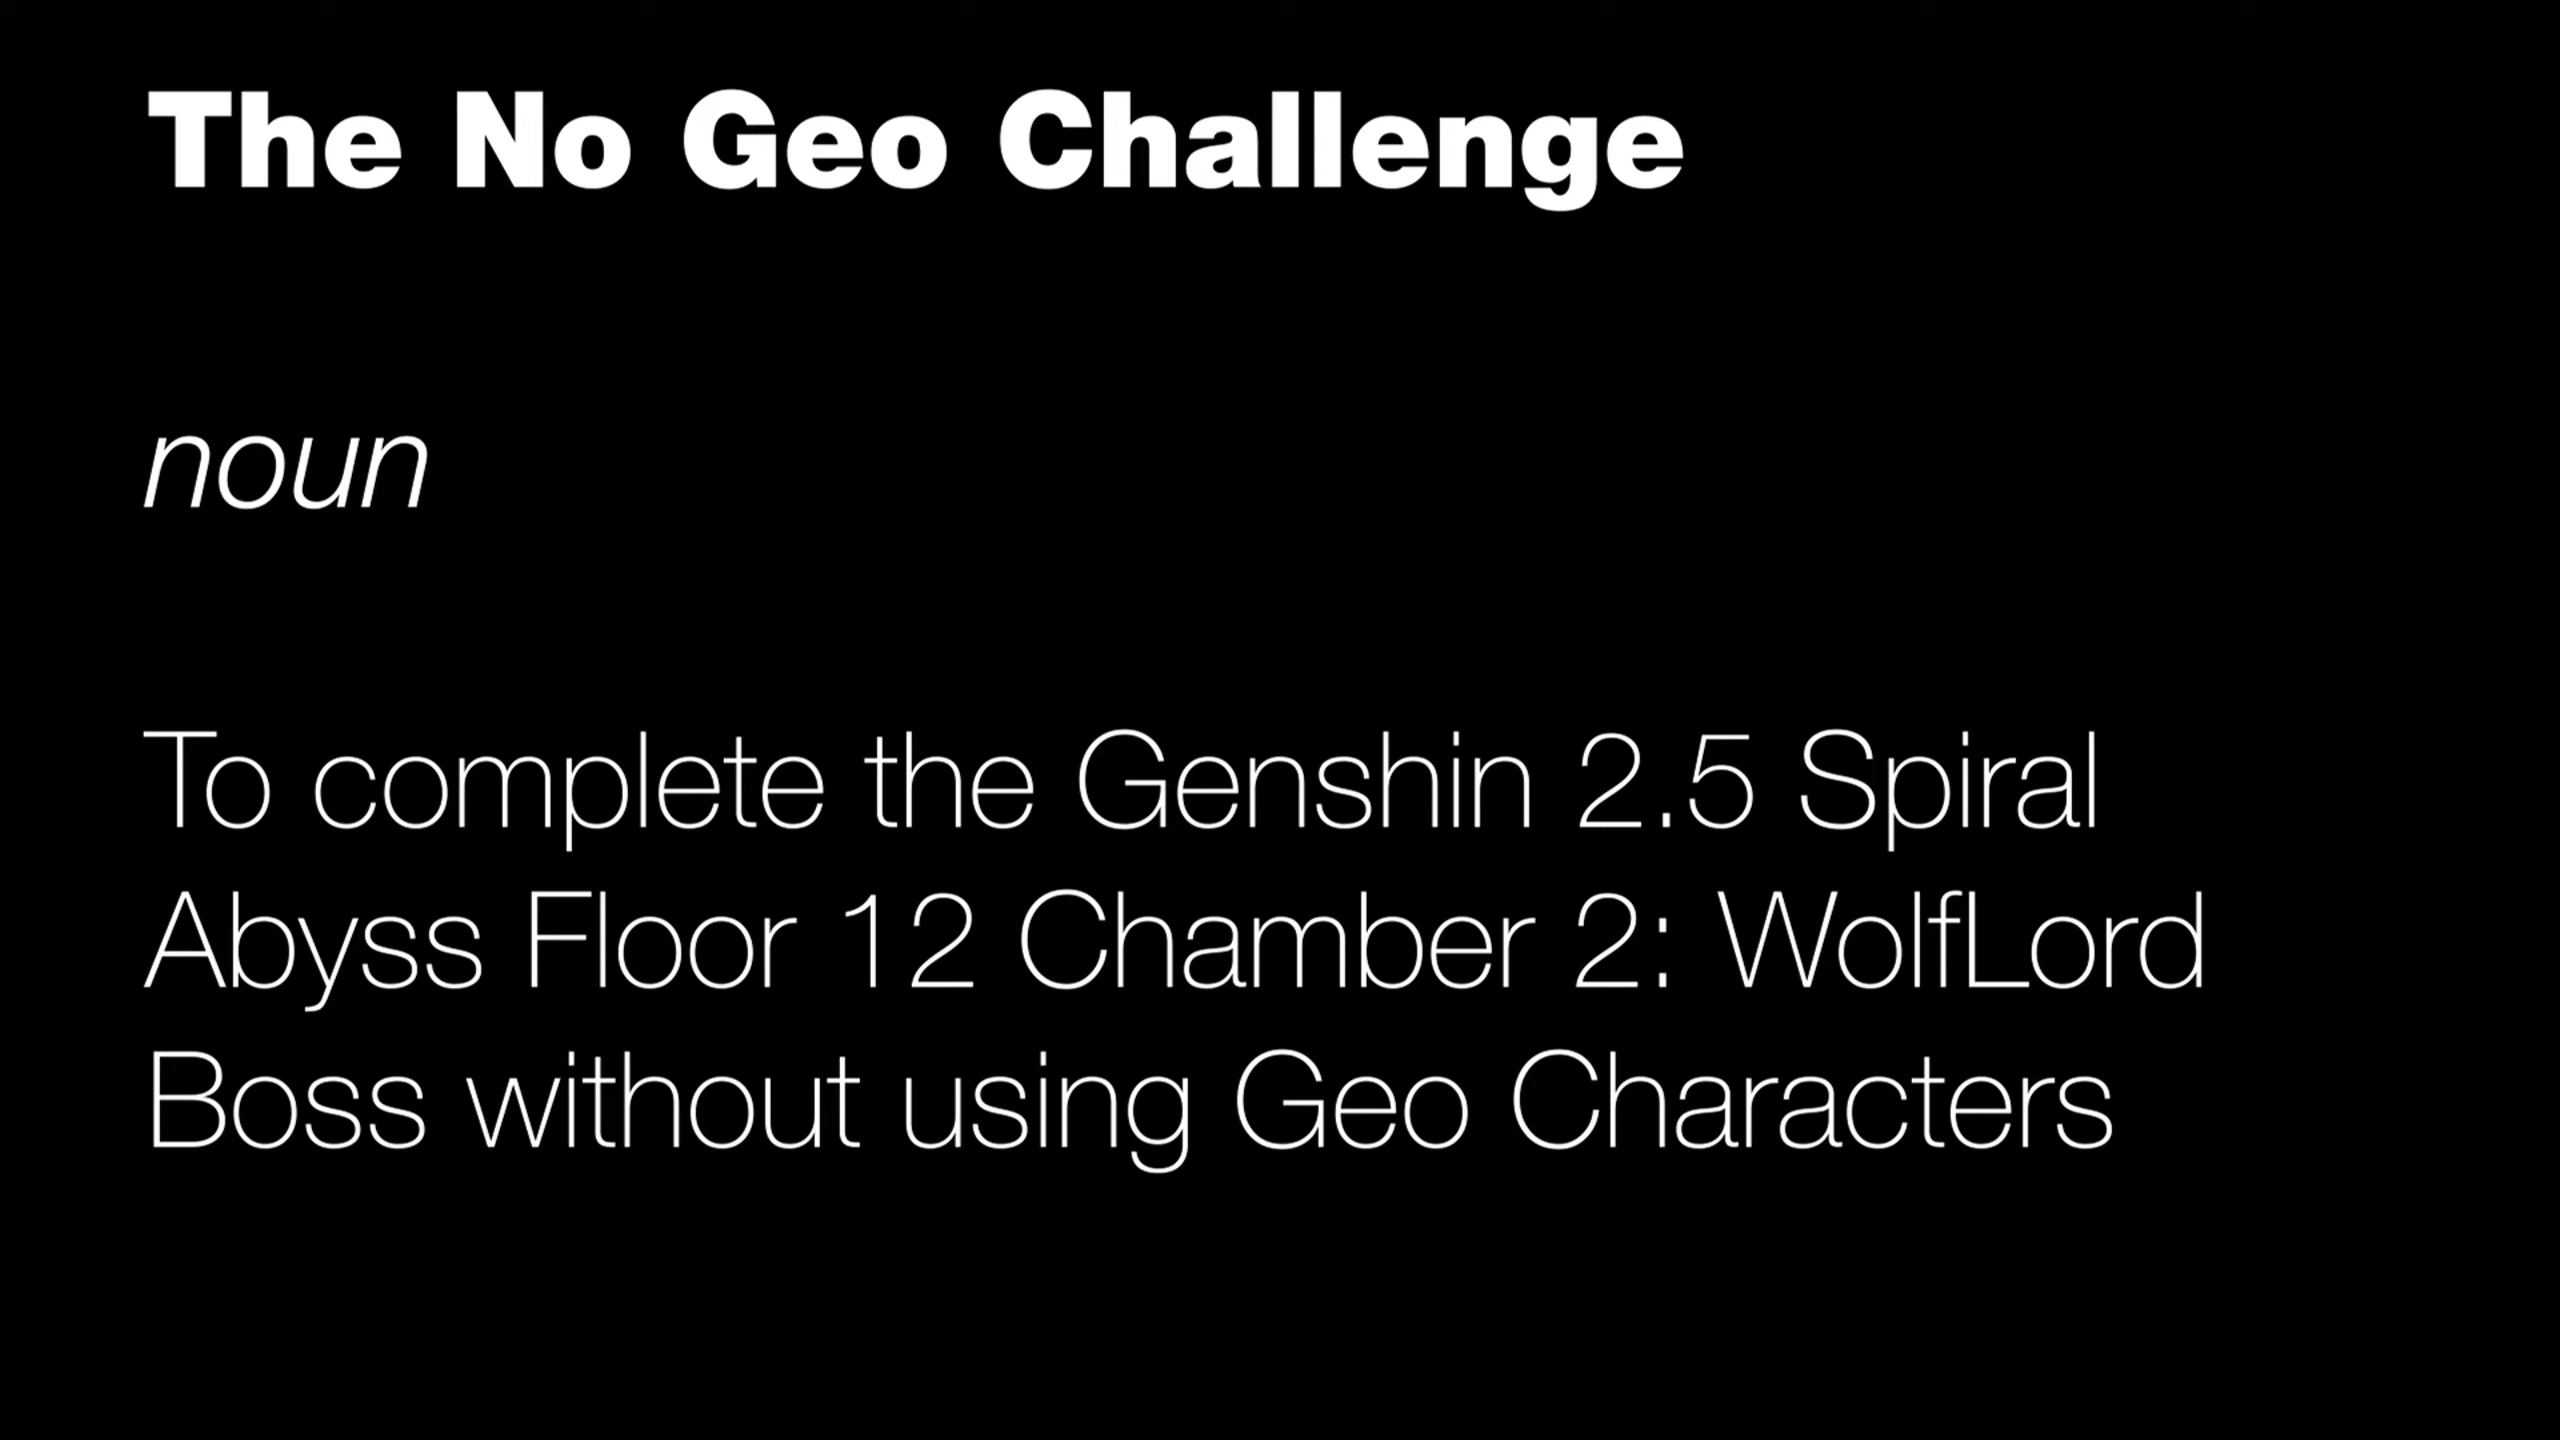 The No Geo Challenge
noun
To complete the Genshin 2.5 Spiral
Abyss Floor 12 Chamber 2: WolfLord
Boss without using Geo Characters